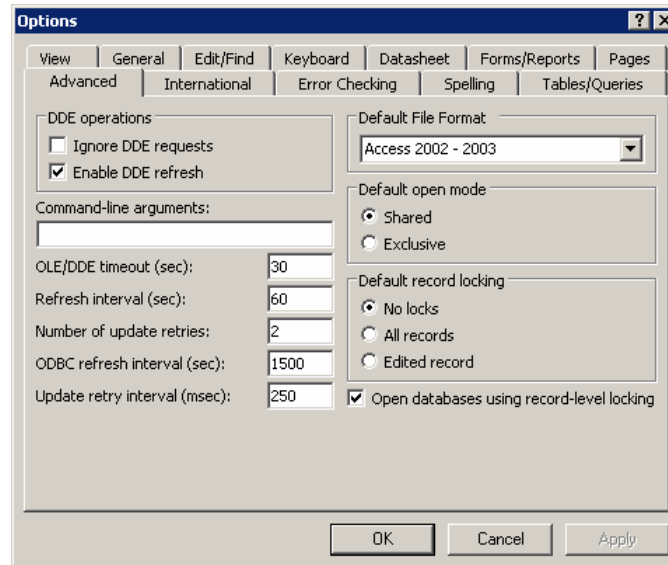 Options
View General Edit/Find Keyboard Datasheet Forms/Reports Pages
Advanced International Error Checking Spelling Tables/Queries
DDE operations
Ignore DDE requests
Enable DDE refresh
Command-line arguments:
OLE/DDE timeout (sec): 30
Refresh interval (sec): 60
Number of update retries: 2
ODBC refresh interval (sec): 1500
Update retry interval (msec): 250
Default File Format
Access 2002 - 2003
Default open mode
Shared
Exclusive
Default record locking
No locks
All records
Edited record
Open databases using record-level locking
OK Cancel Apply